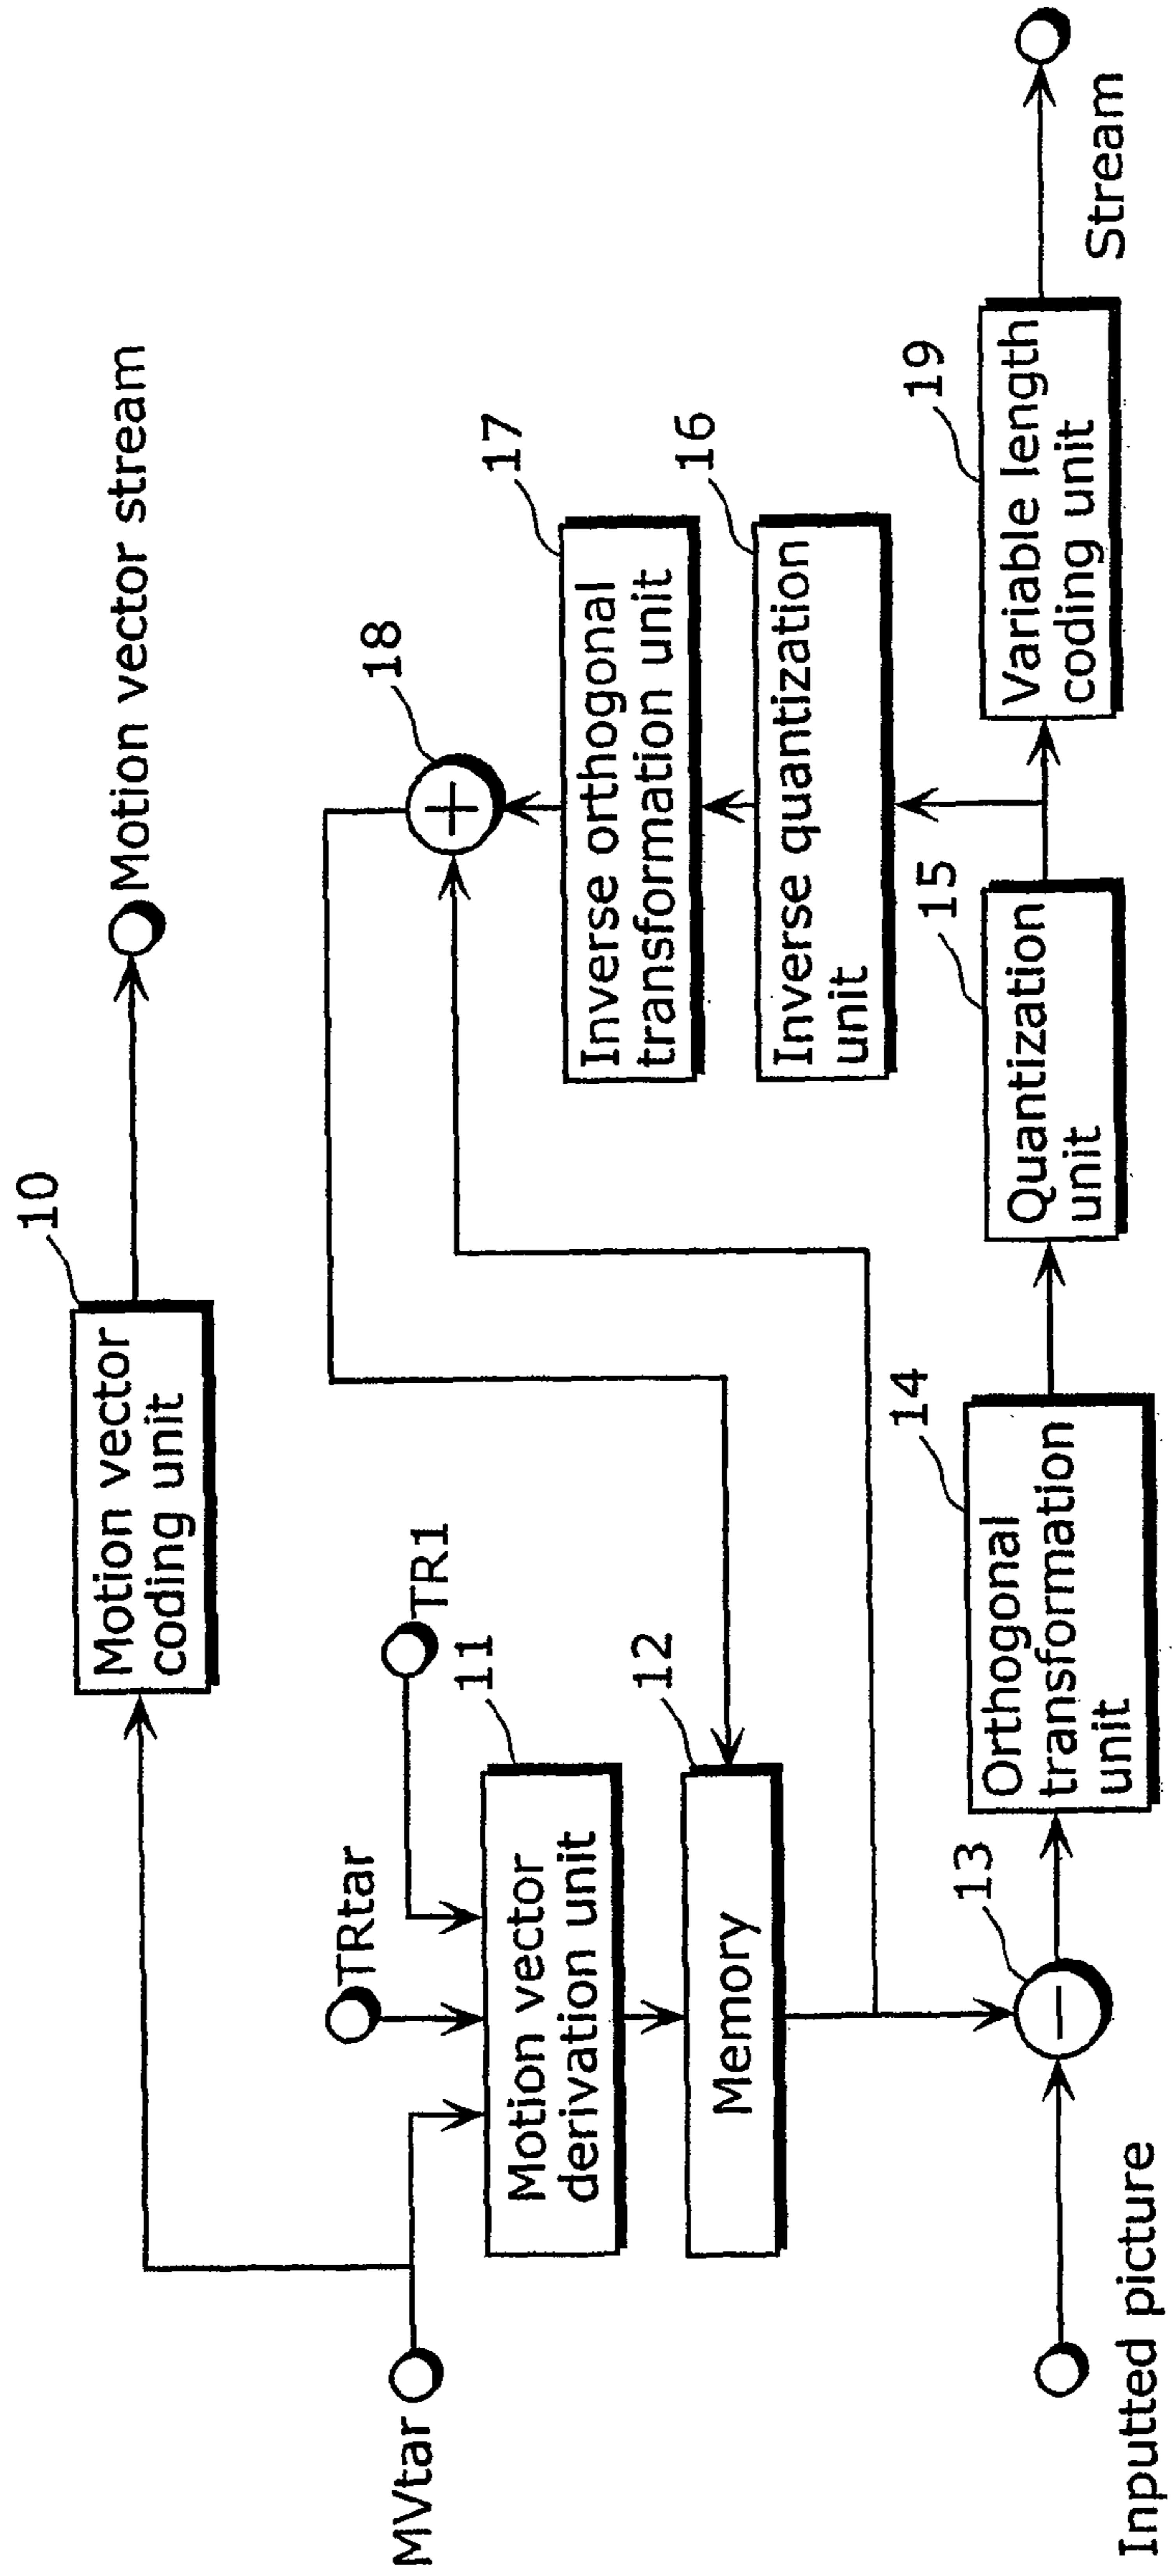 10
Motion vector
coding unit
Motion vector stream
MVtar
TRtar
TR1
11
Motion vector
derivation unit
12
Memory
18
17
Inverse orthogonal
transformation unit
16
Inverse quantization
unit
13
14
Orthogonal
transformation
unit
15
Quantization
unit
19
Variable length
coding unit
Inputted picture
Stream